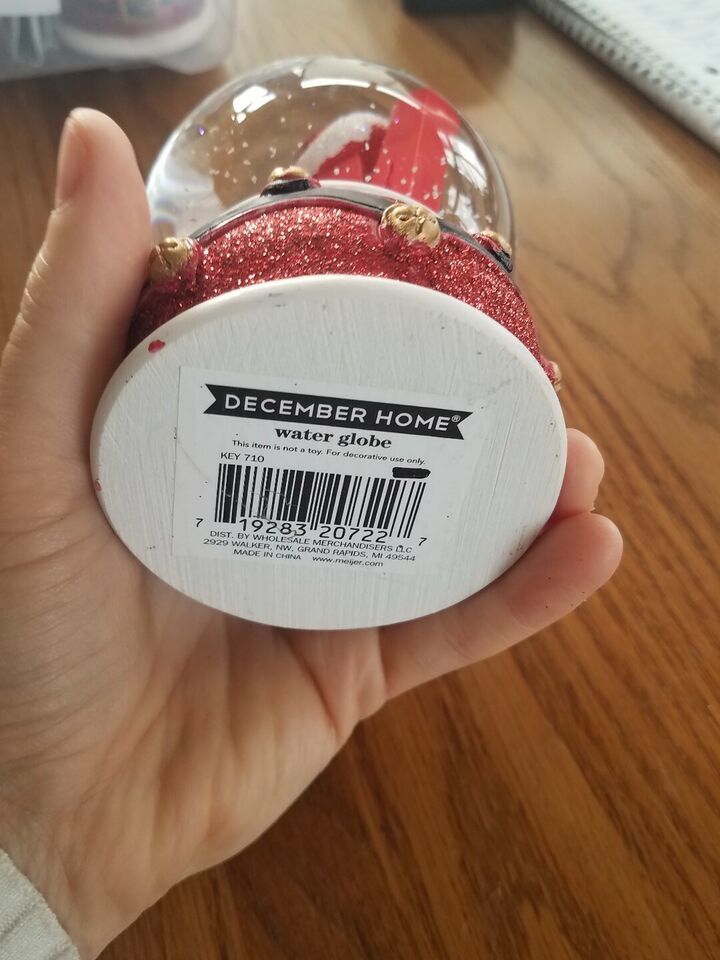 DECEMBER HOME®
water globe
This item is not a toy. For decorative use only.
KEY 710
7 19283 20722 7
DIST. BY WHOLESALE MERCHANDISERS LLC
2929 WALKER, NW, GRAND RAPIDS, MI 49544
MADE IN CHINA www.meijer.com